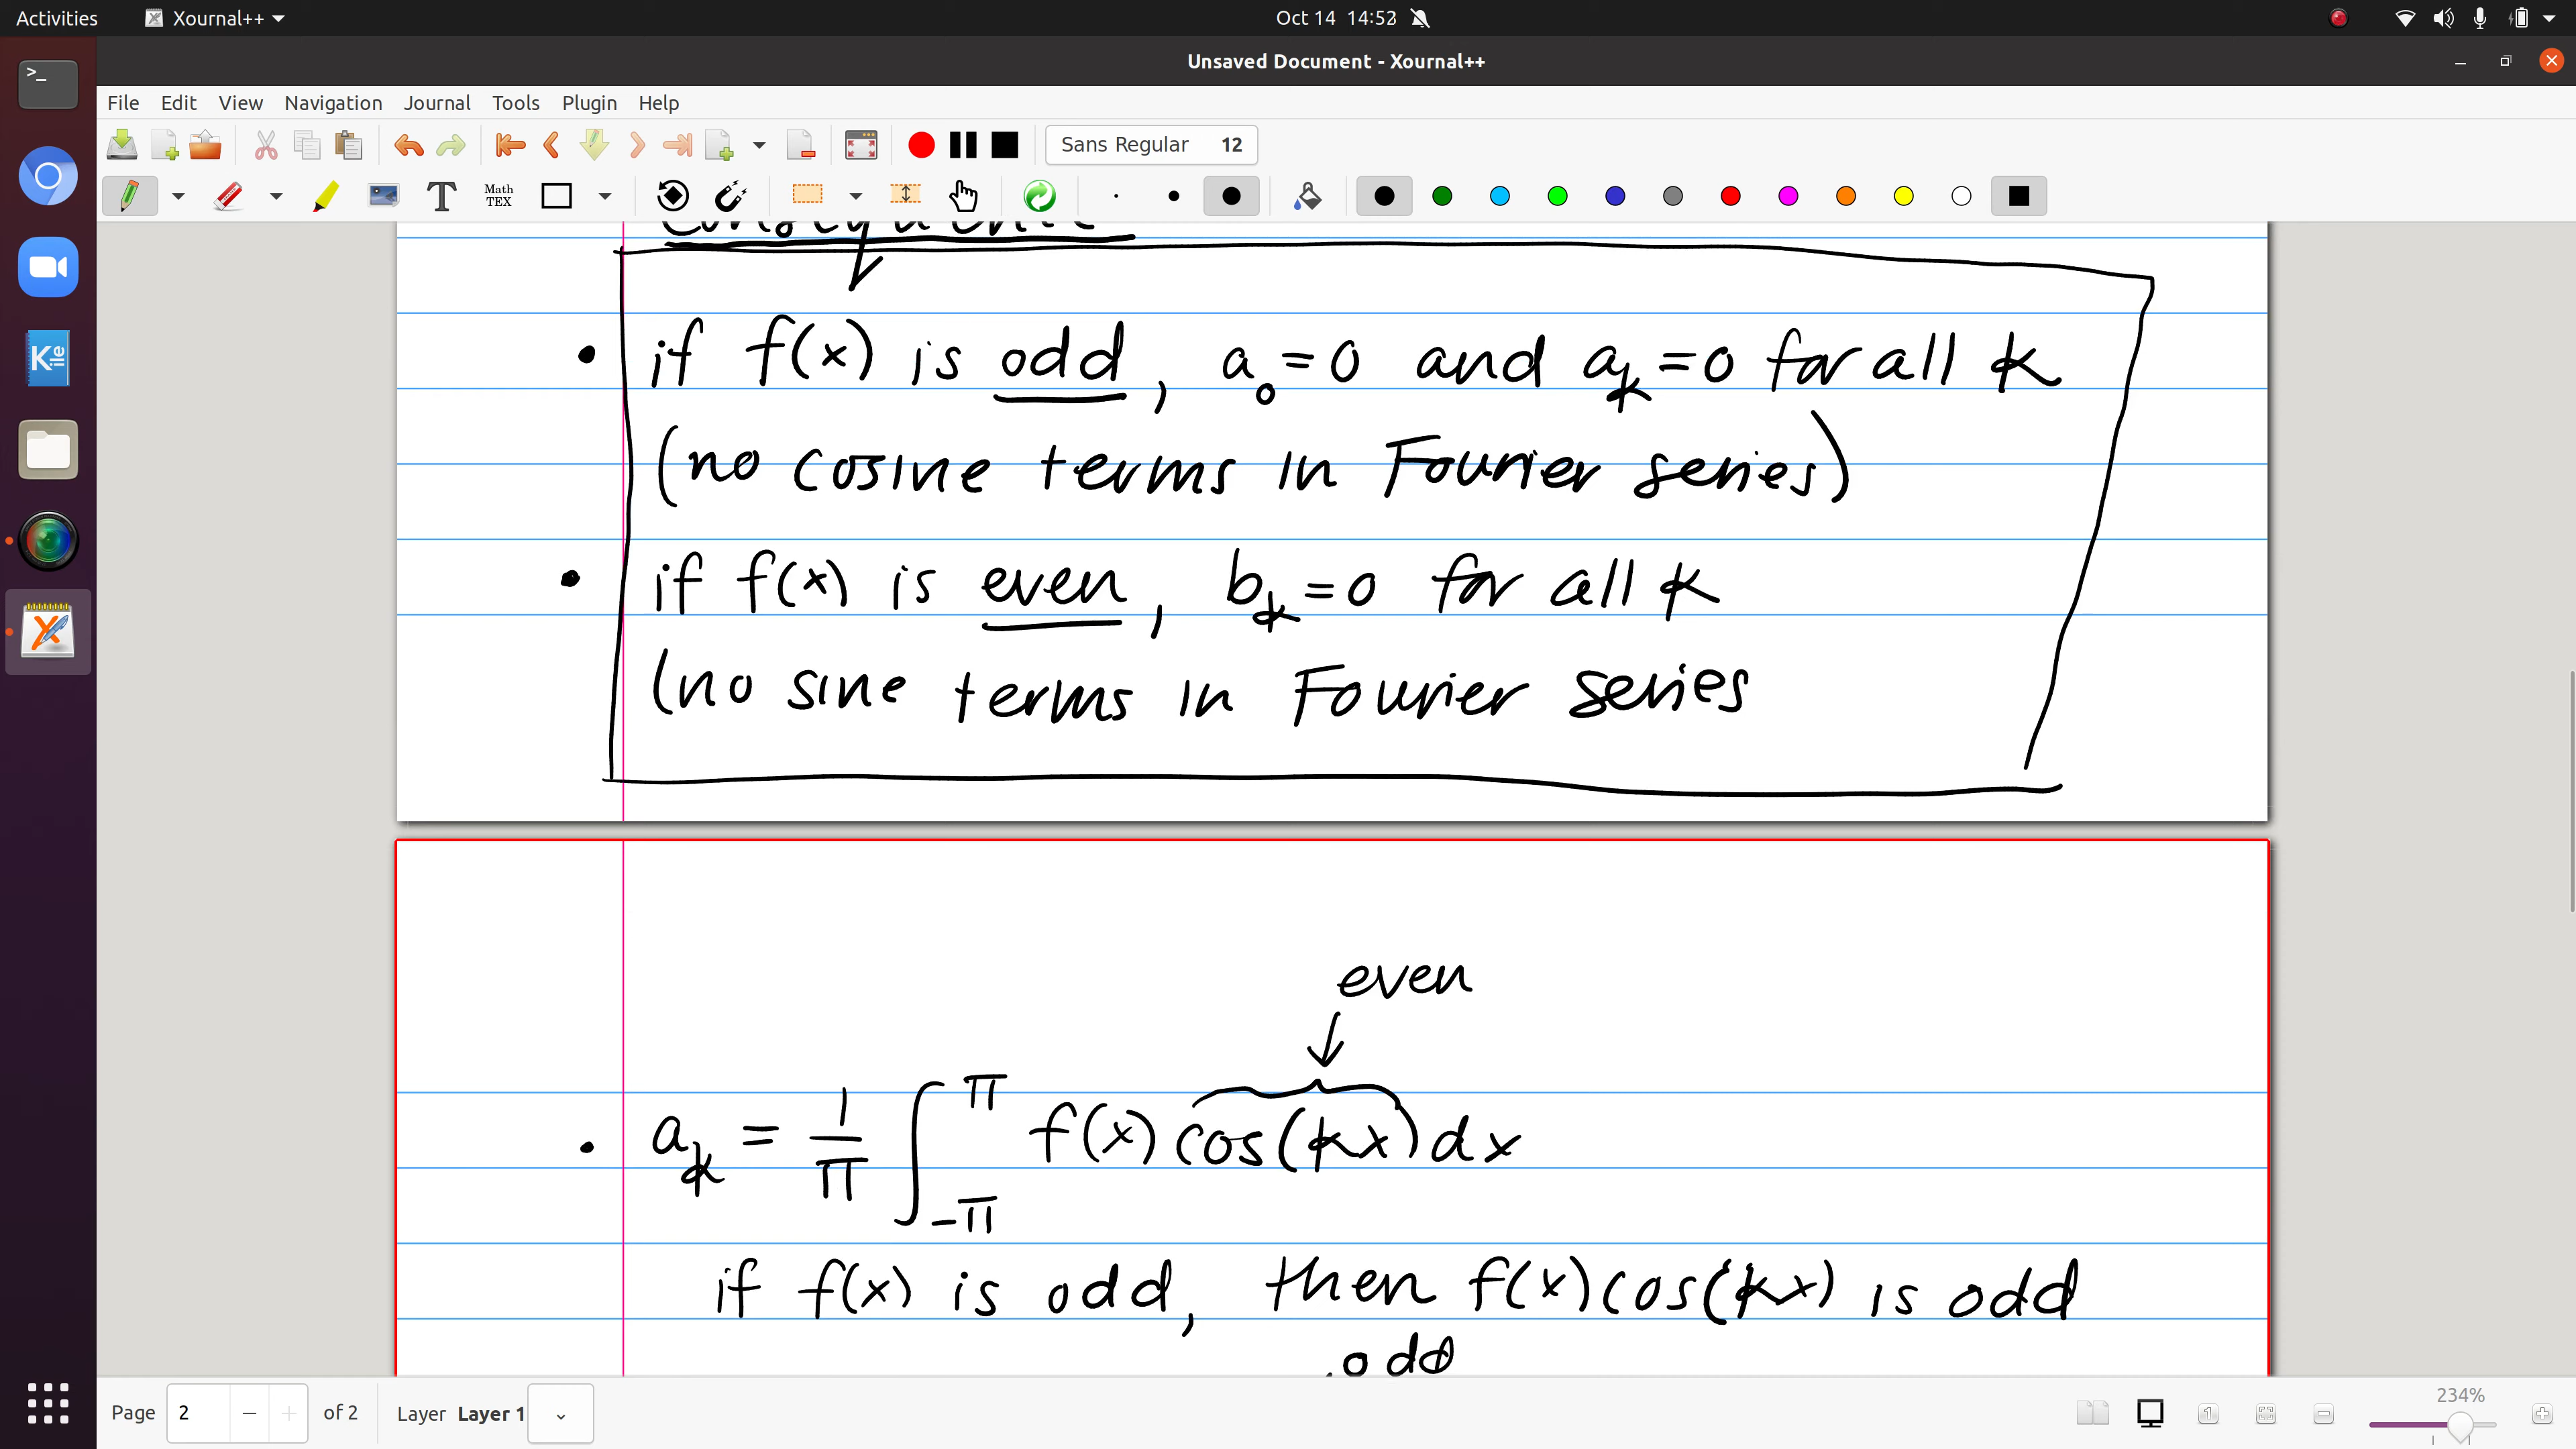 Activities Xournal++ Oct 14 14:52
Unsaved Document - Xournal++
File Edit View Navigation Journal Tools Plugin Help
Sans Regular 12
Math
TEX
Consequence
• if f(x) is odd, a₀ = 0 and aₖ = 0 for all k
(no cosine terms in Fourier series)
• if f(x) is even, bₖ = 0 for all k
(no sine terms in Fourier series
even
• aₖ = 1/π ∫_{-π}^{π} f(x) cos(kx) dx
if f(x) is odd, then f(x) cos(kx) is odd
odd
Page 2 of 2 Layer Layer 1 234%